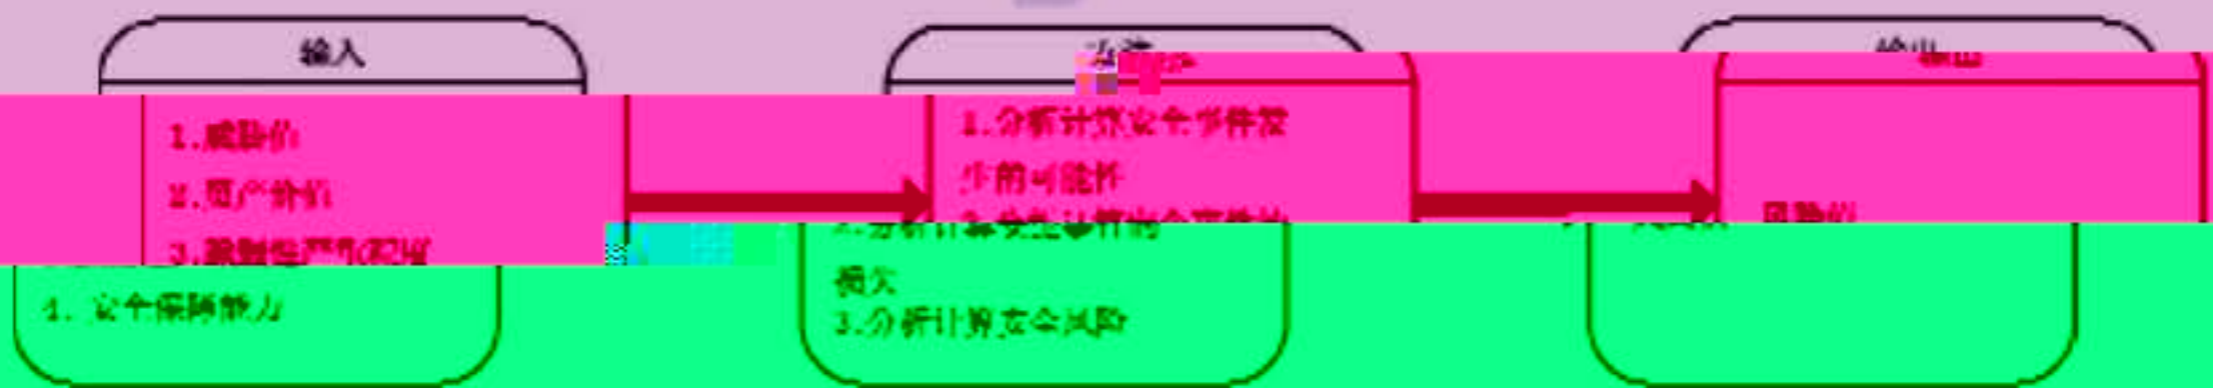 输入
1.威胁值
2.资产价值
3.脆弱性严重程度
4. 安全保障能力
1.分析计算安全事件发
生的可能性
2.分析计算安全事件的
损失
3.分析计算安全风险
输出
风险值